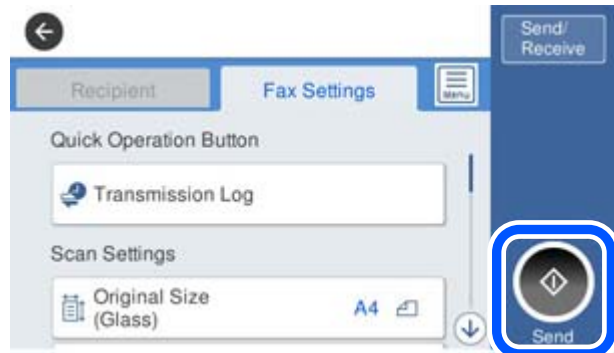 Send/
Receive
Recipient
Fax Settings
Menu
Quick Operation Button
Transmission Log
Scan Settings
Original Size
(Glass)
A4
Send